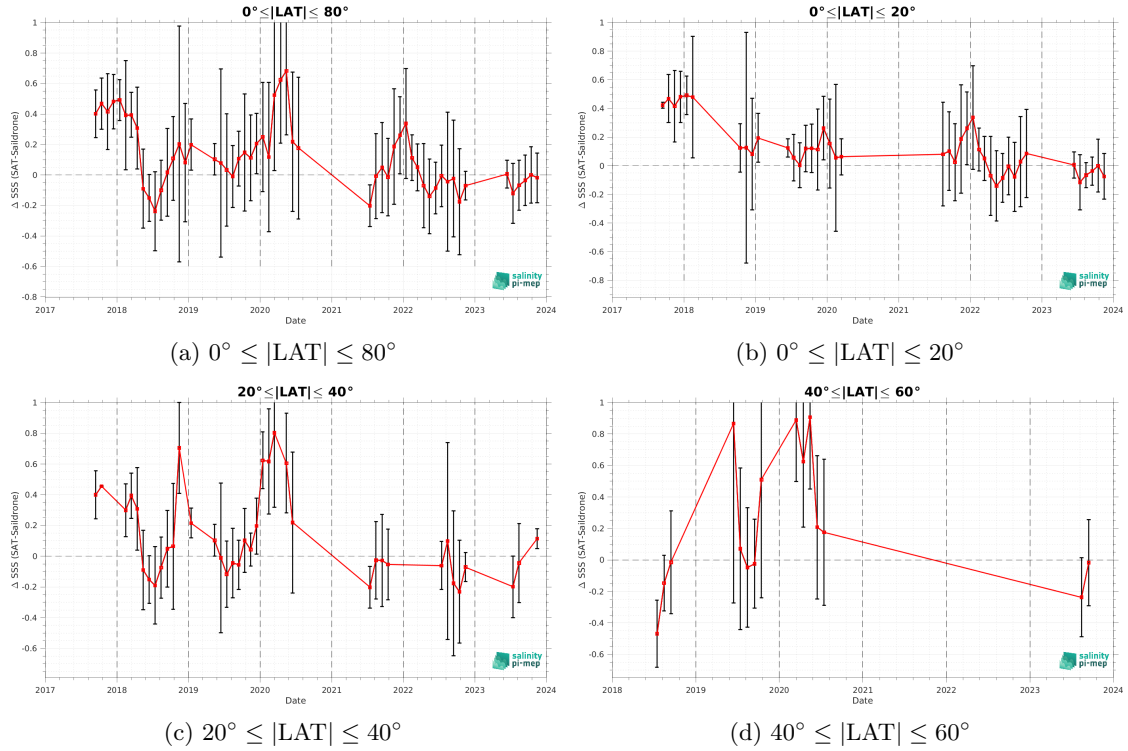 0°≤|LAT|≤ 80°
Δ SSS (SAT-Saildrone)
1
0.8
0.6
0.4
0.2
0
-0.2
-0.4
-0.6
-0.8
2017
2018
2019
2020
2021
2022
2023
2024
Date
salinity
pi-mep
(a) 0° ≤ |LAT| ≤ 80°
0°≤|LAT|≤ 20°
Δ SSS (SAT-Saildrone)
1
0.8
0.6
0.4
0.2
0
-0.2
-0.4
-0.6
-0.8
2017
2018
2019
2020
2021
2022
2023
2024
Date
salinity
pi-mep
(b) 0° ≤ |LAT| ≤ 20°
20°≤|LAT|≤ 40°
Δ SSS (SAT-Saildrone)
1
0.8
0.6
0.4
0.2
0
-0.2
-0.4
-0.6
2017
2018
2019
2020
2021
2022
2023
2024
Date
salinity
pi-mep
(c) 20° ≤ |LAT| ≤ 40°
40°≤|LAT|≤ 60°
Δ SSS (SAT-Saildrone)
1
0.8
0.6
0.4
0.2
0
-0.2
-0.4
-0.6
2018
2019
2020
2021
2022
2023
2024
Date
salinity
pi-mep
(d) 40° ≤ |LAT| ≤ 60°